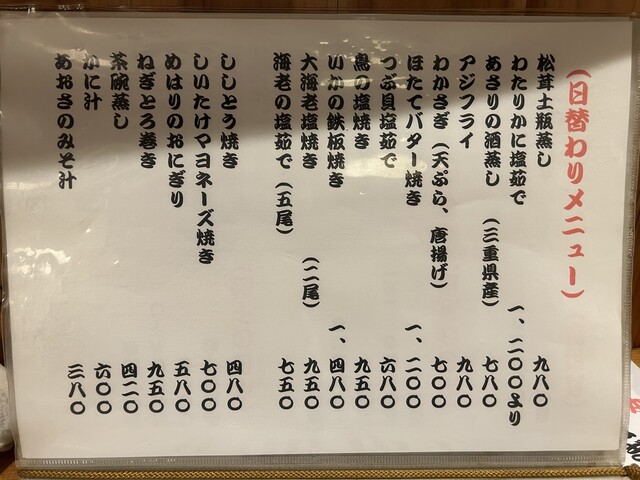 （日替わりメニュー）
松茸土瓶蒸し 九八〇
わたりかに塩茹で 一、二〇〇より
あさりの酒蒸し（三重県産） 七八〇
アジフライ 九八〇
わかさぎ（天ぷら、唐揚げ） 七〇〇
ほたてバター焼き 一、二〇〇
つぶ貝塩茹で 六八〇
魚の塩焼き 九五〇
いかの鉄板焼き 一、四八〇
大海老塩焼き（二尾） 九五〇
海老の塩茹で（五尾） 七五〇
ししとう焼き 四八〇
しいたけマヨネーズ焼き 七〇〇
めはりのおにぎり 五八〇
ねぎとろ巻き 九五〇
茶碗蒸し 四二〇
かに汁 六〇〇
あおさのみそ汁 三八〇